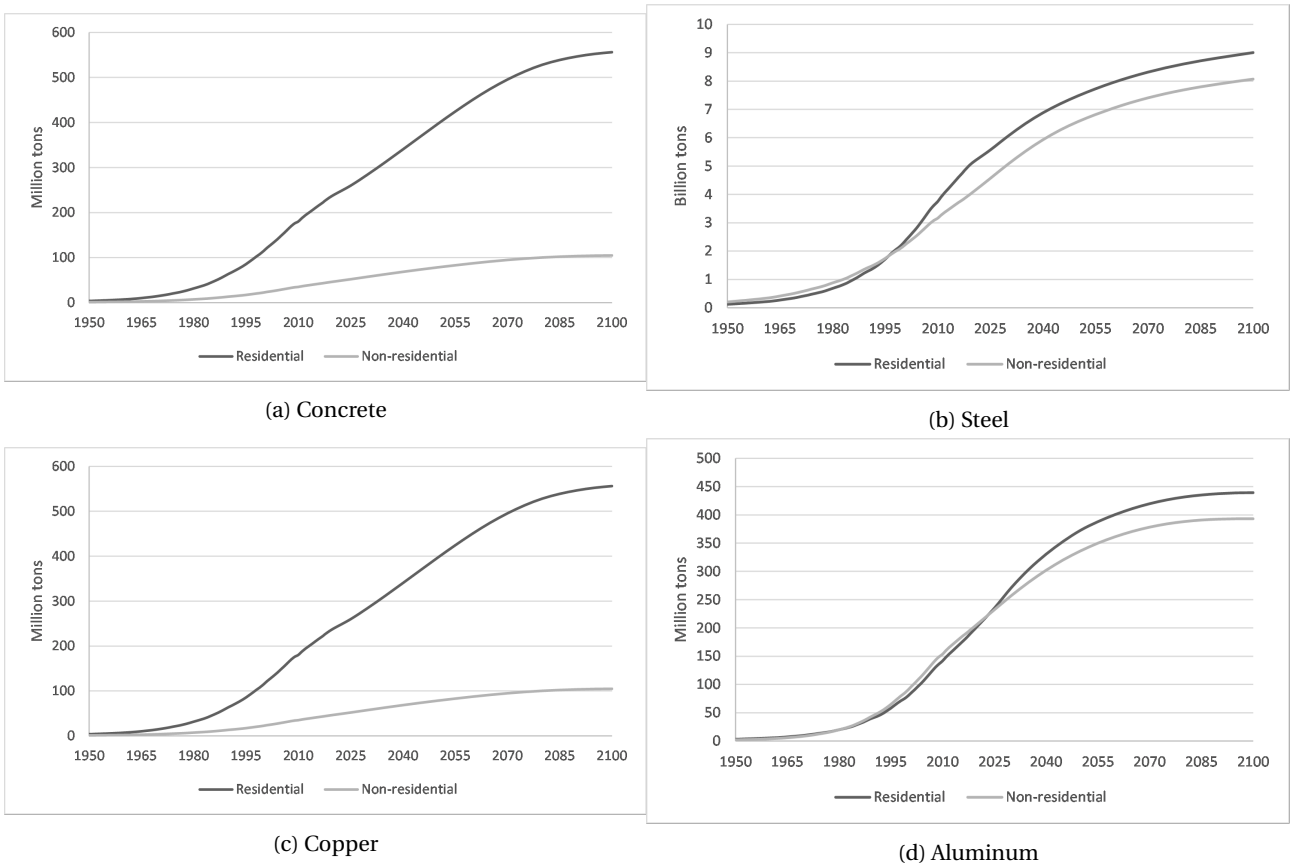 600
500
400
300
200
100
0
Million tons
1950 1965 1980 1995 2010 2025 2040 2055 2070 2085 2100
Residential Non-residential
(a) Concrete
10
9
8
7
6
5
4
3
2
1
0
Billion tons
1950 1965 1980 1995 2010 2025 2040 2055 2070 2085 2100
Residential Non-residential
(b) Steel
600
500
400
300
200
100
0
Million tons
1950 1965 1980 1995 2010 2025 2040 2055 2070 2085 2100
Residential Non-residential
(c) Copper
500
450
400
350
300
250
200
150
100
50
0
Million tons
1950 1965 1980 1995 2010 2025 2040 2055 2070 2085 2100
Residential Non-residential
(d) Aluminum